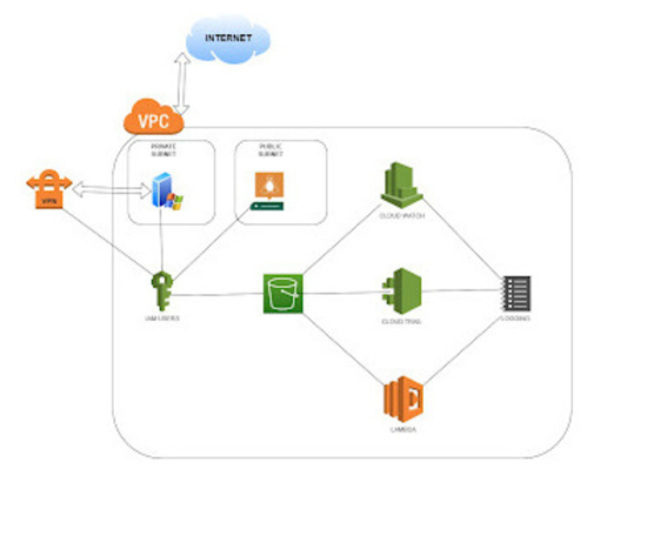 INTERNET
VPC
PRIVATE
SUBNET
PUBLIC
SUBNET
VPN
CLOUD WATCH
IAM USERS
CLOUD TRAIL
LOGGING
LAMBDA